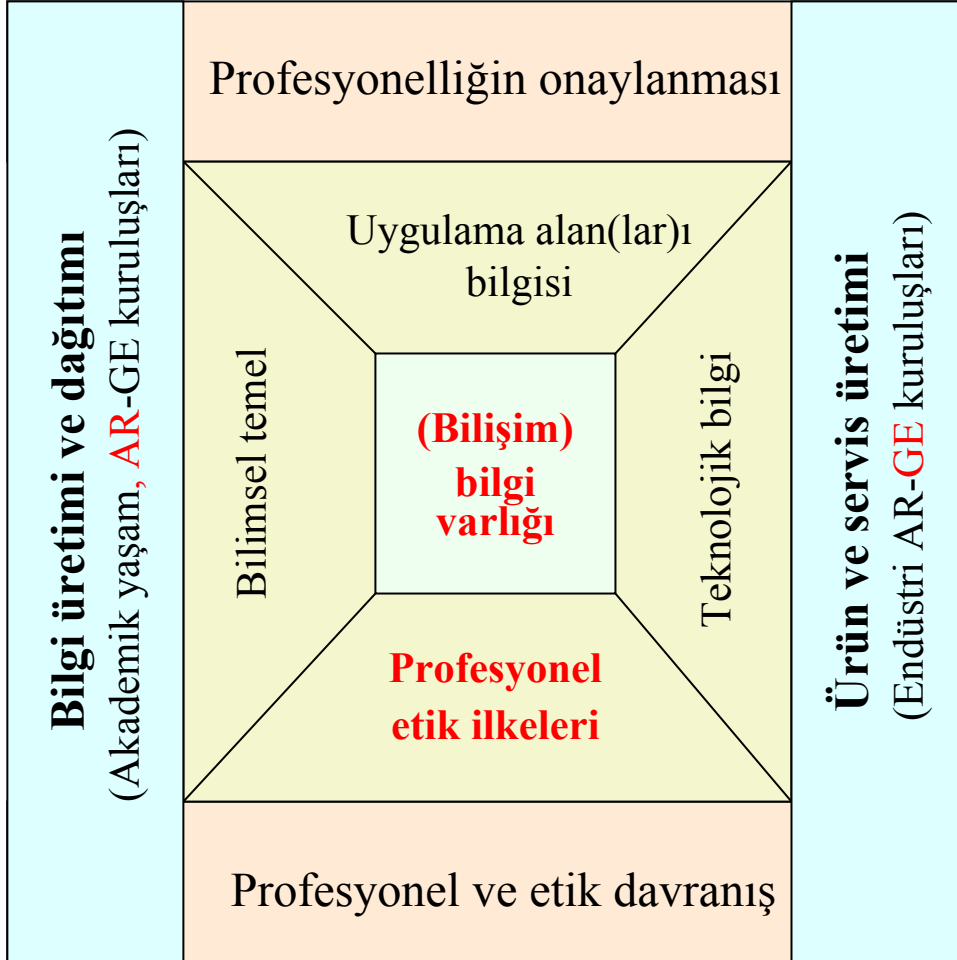 Profesyonelliğin onaylanması
Bilgi üretimi ve dağıtımı
(Akademik yaşam, AR-GE kuruluşları)
Uygulama alan(lar)ı
bilgisi
Bilimsel temel
(Bilişim)
bilgi
varlığı
Teknolojik bilgi
Profesyonel
etik ilkeleri
Ürün ve servis üretimi
(Endüstri AR-GE kuruluşları)
Profesyonel ve etik davranış